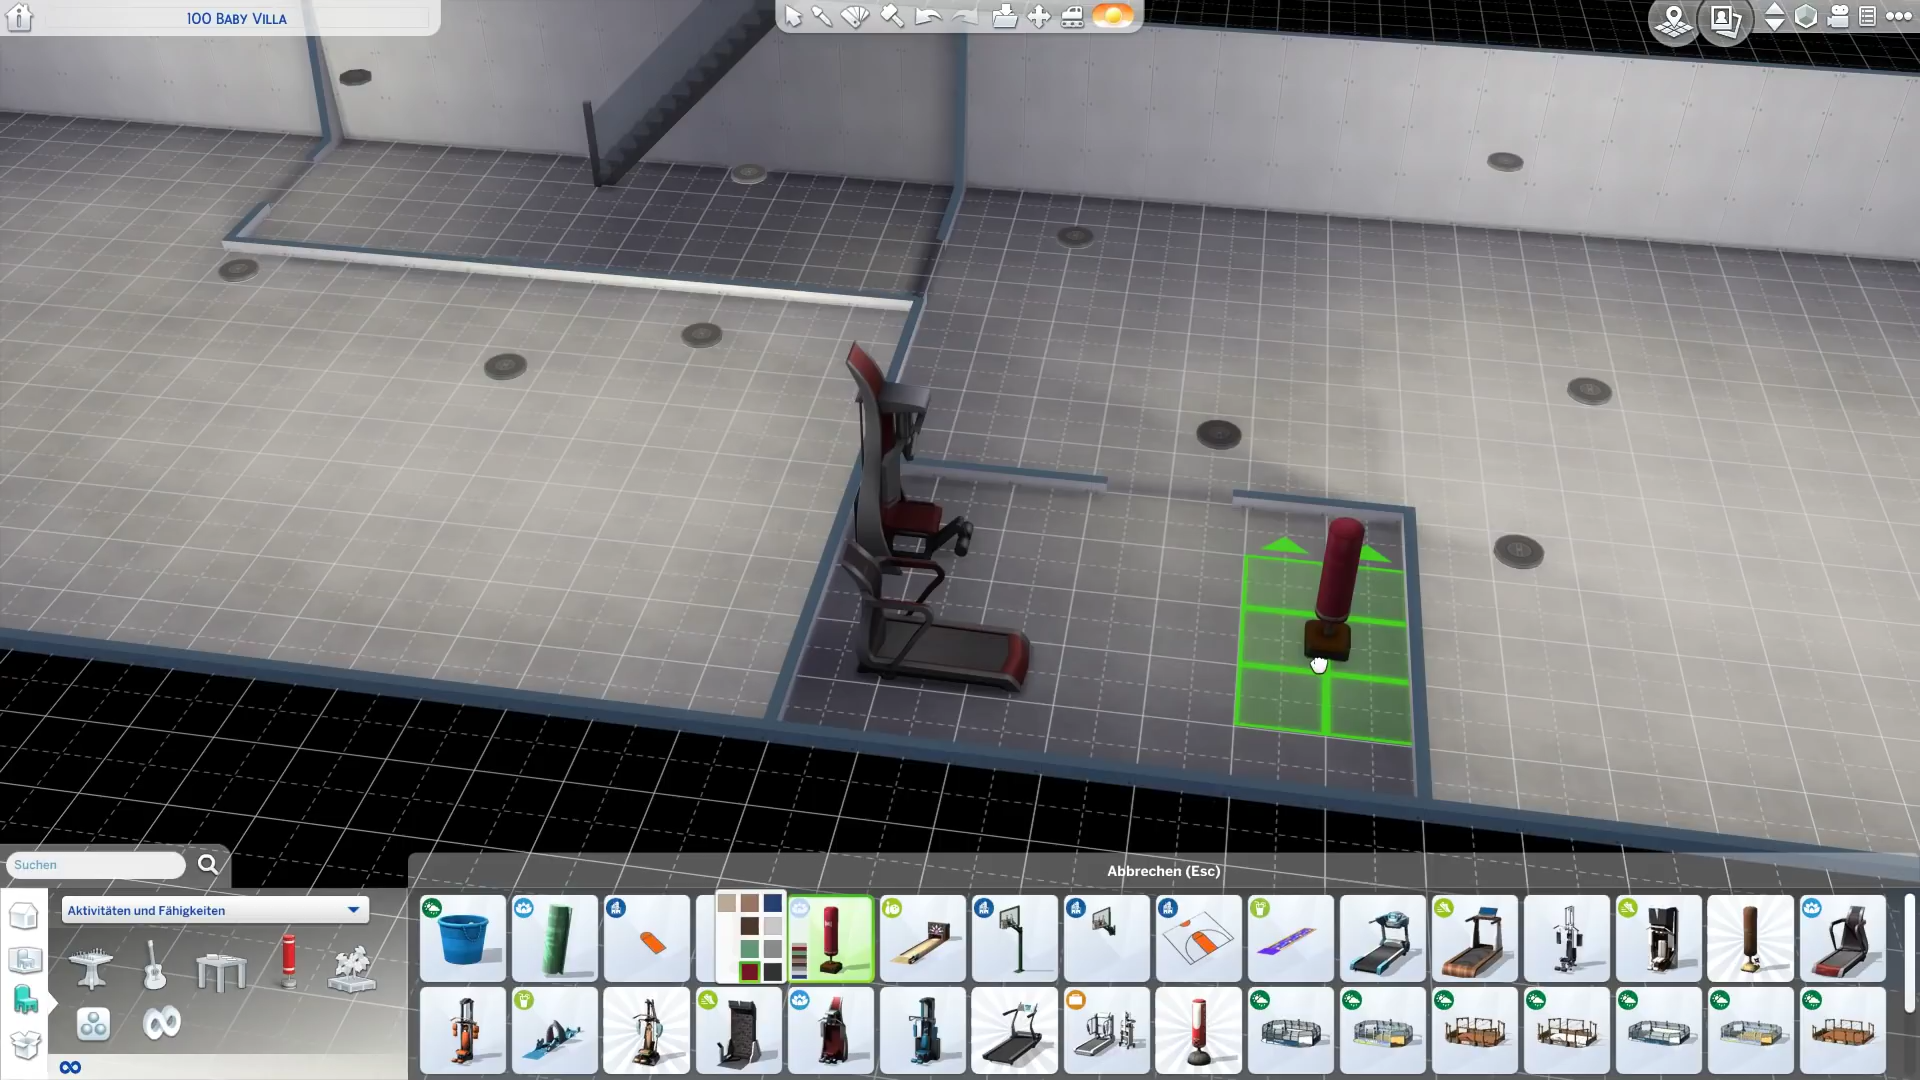 100 Baby Villa
Abbrechen (Esc)
Suchen
Aktivitäten und Fähigkeiten